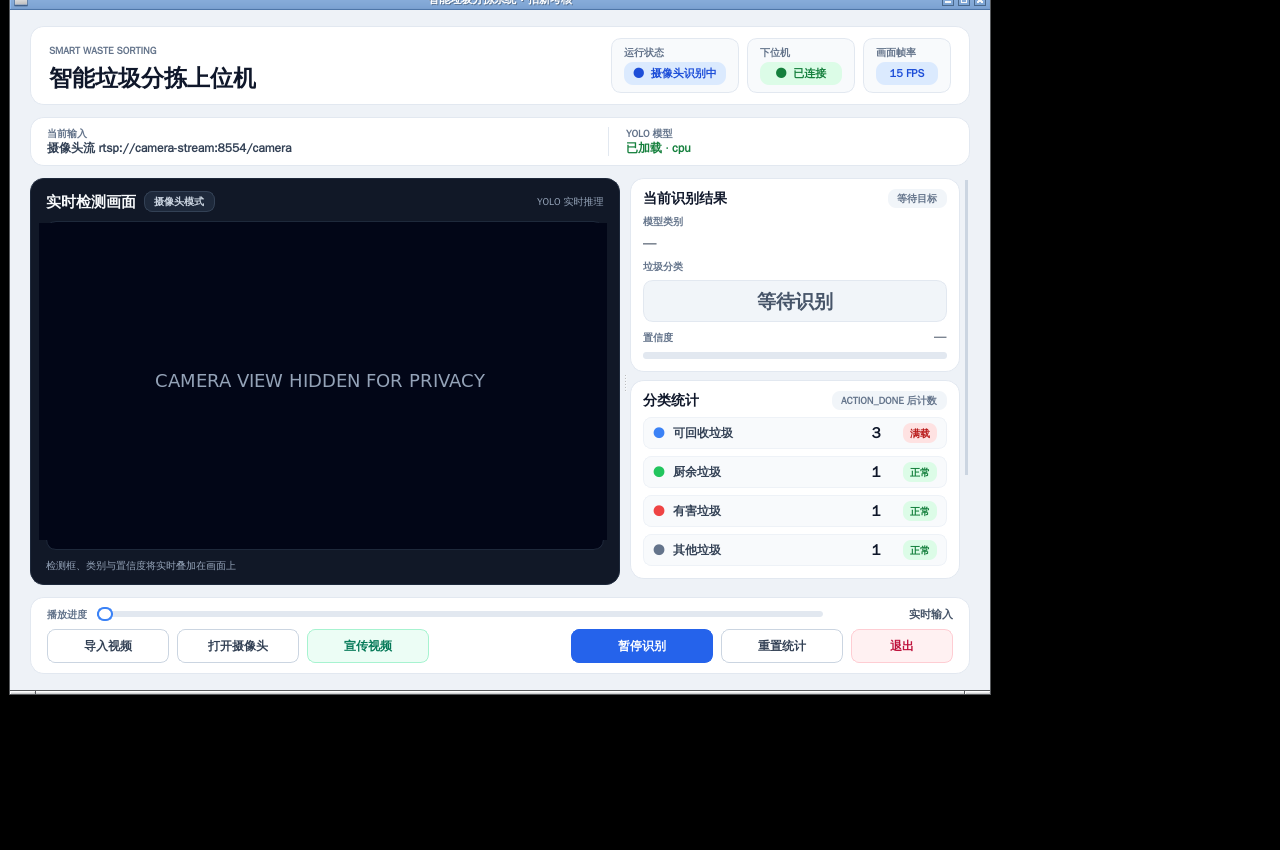 SMART WASTE SORTING
智能垃圾分拣上位机
运行状态
摄像头识别中
下位机
已连接
画面帧率
15 FPS
当前输入
摄像头流 rtsp://camera-stream:8554/camera
YOLO 模型
已加载 · cpu
实时检测画面
摄像头模式
YOLO 实时推理
CAMERA VIEW HIDDEN FOR PRIVACY
检测框、类别与置信度将实时叠加在画面上
当前识别结果
等待目标
模型类别
—
垃圾分类
等待识别
置信度
—
分类统计
ACTION_DONE 后计数
可回收垃圾 3 满载
厨余垃圾 1 正常
有害垃圾 1 正常
其他垃圾 1 正常
播放进度
实时输入
导入视频
打开摄像头
宣传视频
暂停识别
重置统计
退出